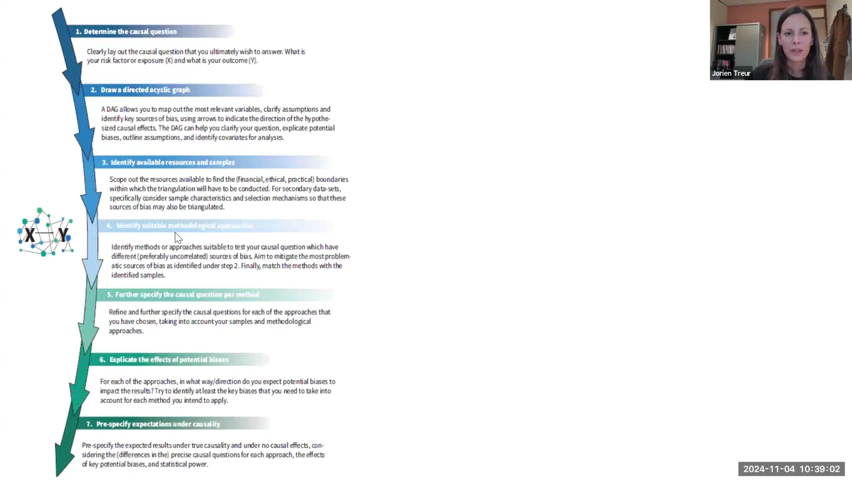 1. Determine the causal question
Clearly lay out the causal question that you ultimately wish to answer. What is
your risk factor or exposure (X) and what is your outcome (Y).
2. Draw a directed acyclic graph
A DAG allows you to map out the most relevant variables, clarify assumptions and
identify key sources of bias, using arrows to indicate the direction of the hypothe-
sized causal effects. The DAG can help you clarify your question, explicate potential
biases, outline assumptions, and identify covariates for analyses.
3. Identify available resources and samples
Scope out the resources available to find the (financial, ethical, practical) boundaries
within which the triangulation will have to be conducted. For secondary data-sets,
specifically consider sample characteristics and selection mechanisms so that these
sources of bias may also be triangulated.
4. Identify suitable methodological approaches
Identify methods or approaches suitable to test your causal question which have
different (preferably uncorrelated) sources of bias. Aim to mitigate the most problem-
atic sources of bias as identified under step 2. Finally, match the methods with the
identified samples.
5. Further specify the causal question per method
Refine and further specify the causal questions for each of the approaches that
you have chosen, taking into account your samples and methodological
approaches.
6. Explicate the effects of potential biases
For each of the approaches, in what way/direction do you expect potential biases to
impact the results? Try to identify at least the key biases that you need to take into
account for each method you intend to apply.
7. Pre-specify expectations under causality
Pre-specify the expected results under true causality and under no causal effects, con-
sidering the (differences in the) precise causal questions for each approach, the effects
of key potential biases, and statistical power.
X Y
Jorien Treur
2024-11-04 10:39:02